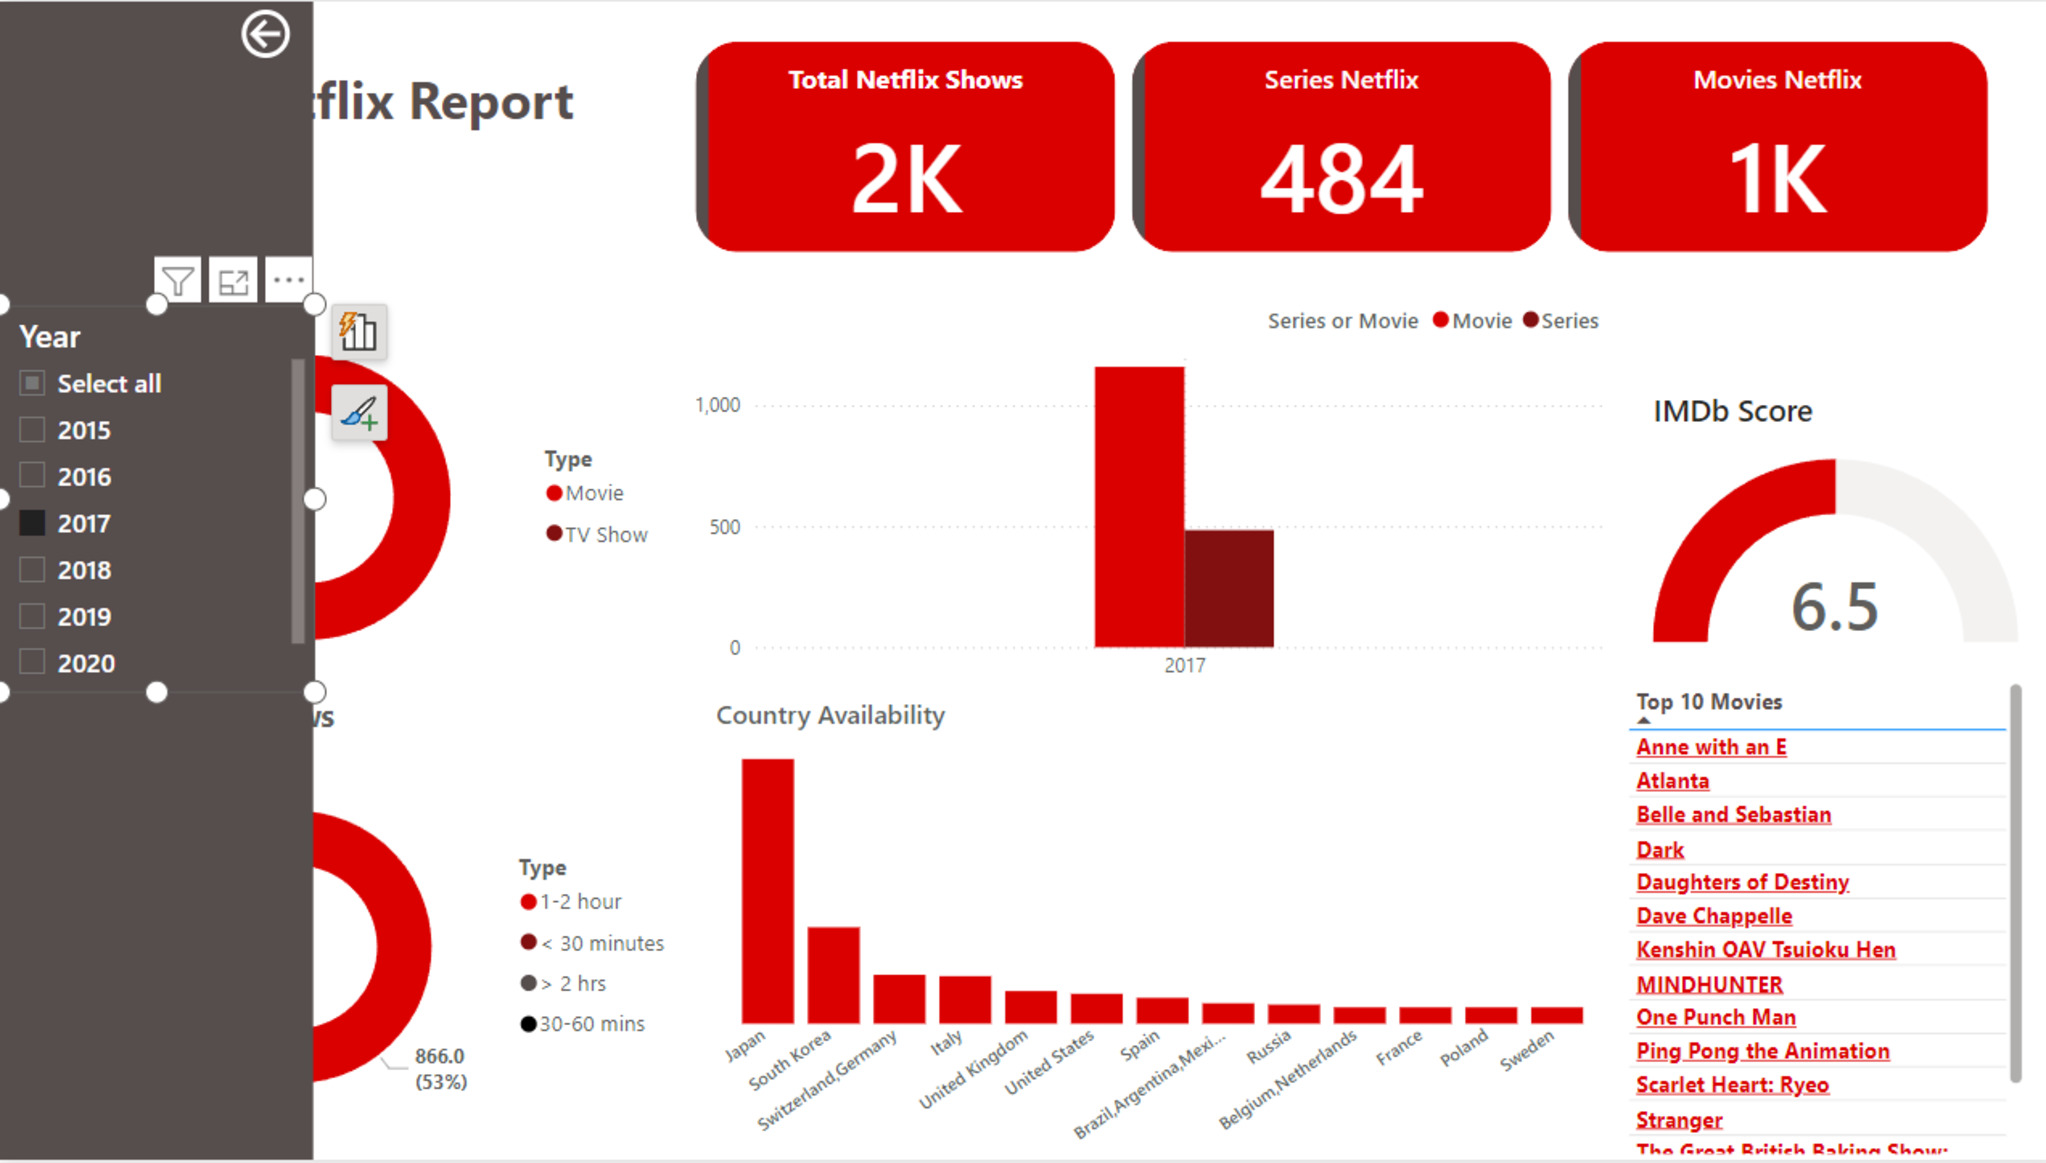 tflix Report
Total Netflix Shows
2K
Series Netflix
484
Movies Netflix
1K
Year
Select all
2015
2016
2017
2018
2019
2020
Type
Movie
TV Show
Series or Movie Movie Series
1,000
500
0
2017
IMDb Score
6.5
vs
Type
1-2 hour
< 30 minutes
> 2 hrs
30-60 mins
866.0
(53%)
Country Availability
Japan
South Korea
Switzerland,Germany
Italy
United Kingdom
United States
Spain
Brazil,Argentina,Mexi...
Russia
Belgium,Netherlands
France
Poland
Sweden
Top 10 Movies
Anne with an E
Atlanta
Belle and Sebastian
Dark
Daughters of Destiny
Dave Chappelle
Kenshin OAV Tsuioku Hen
MINDHUNTER
One Punch Man
Ping Pong the Animation
Scarlet Heart: Ryeo
Stranger
The Great British Baking Show: